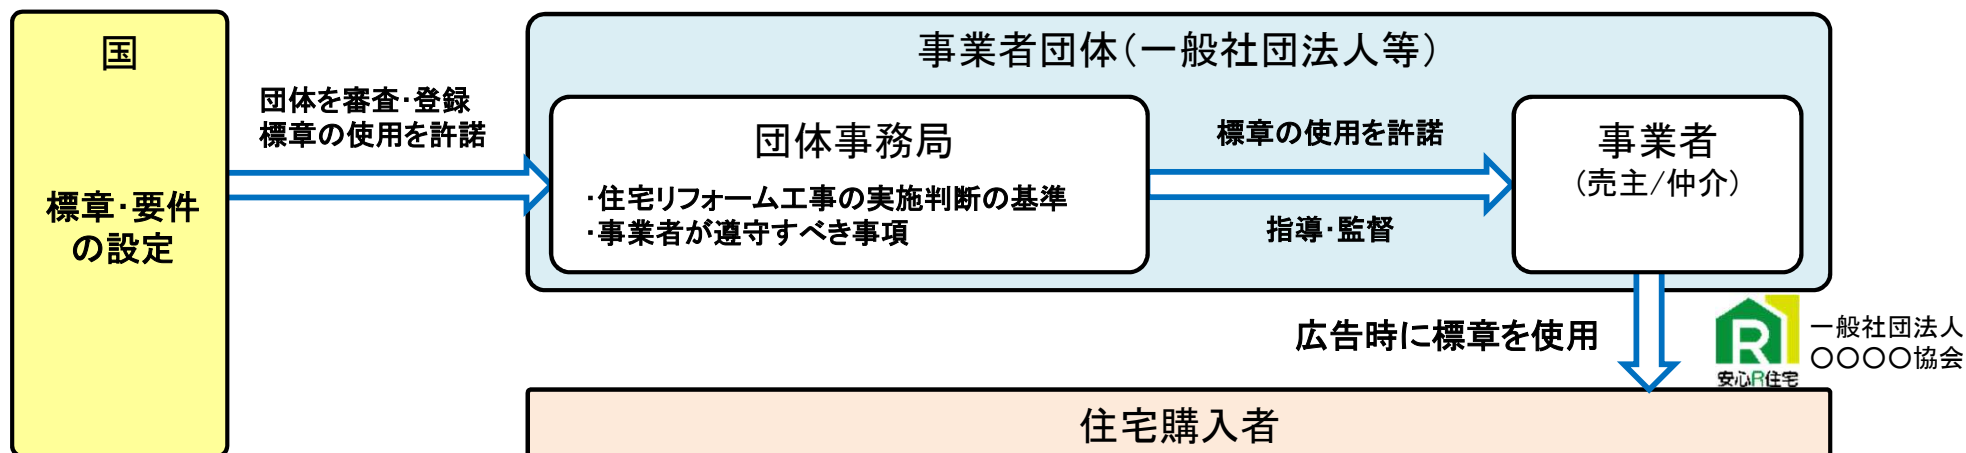 国
標章・要件
の設定
団体を審査・登録
標章の使用を許諾
事業者団体(一般社団法人等)
団体事務局
・住宅リフォーム工事の実施判断の基準
・事業者が遵守すべき事項
標章の使用を許諾
指導・監督
事業者
(売主/仲介)
広告時に標章を使用
R
安心R住宅
一般社団法人
〇〇〇〇協会
住宅購入者